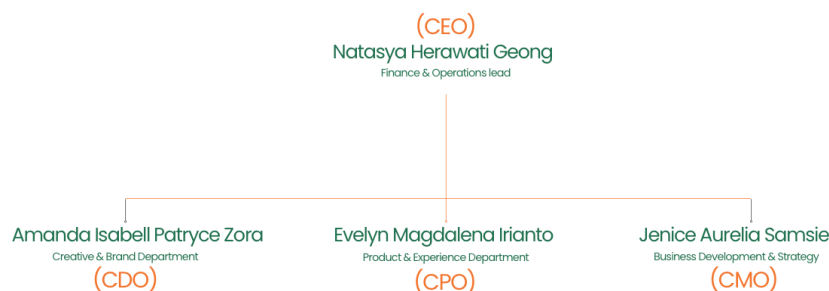 (CEO)
Natasya Herawati Geong
Finance & Operations lead
Amanda Isabell Patryce Zora
Creative & Brand Department
(CDO)
Evelyn Magdalena Irianto
Product & Experience Department
(CPO)
Jenice Aurelia Samsie
Business Development & Strategy
(CMO)